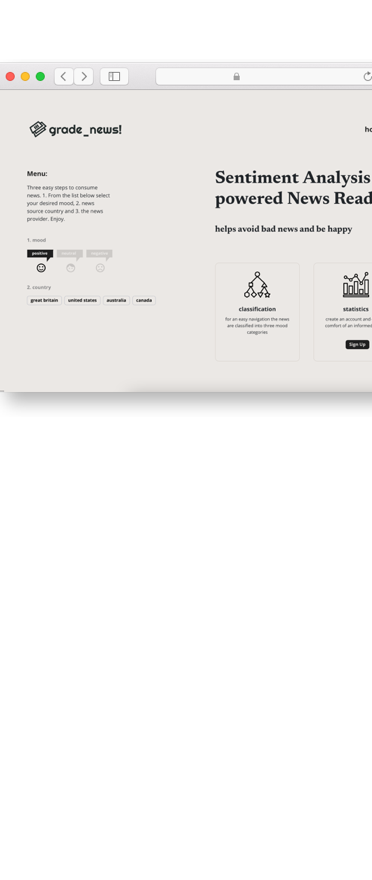 grade_news!
ho
Menu:
Three easy steps to consume
news. 1. From the list below select
your desired mood, 2. news
source country and 3. the news
provider. Enjoy.
1. mood
positive neutral negative
2. country
great britain united states australia canada
Sentiment Analysis
powered News Read
helps avoid bad news and be happy
classification
for an easy navigation the news
are classified into three mood
categories
statistics
create an account and
comfort of an informed
Sign Up